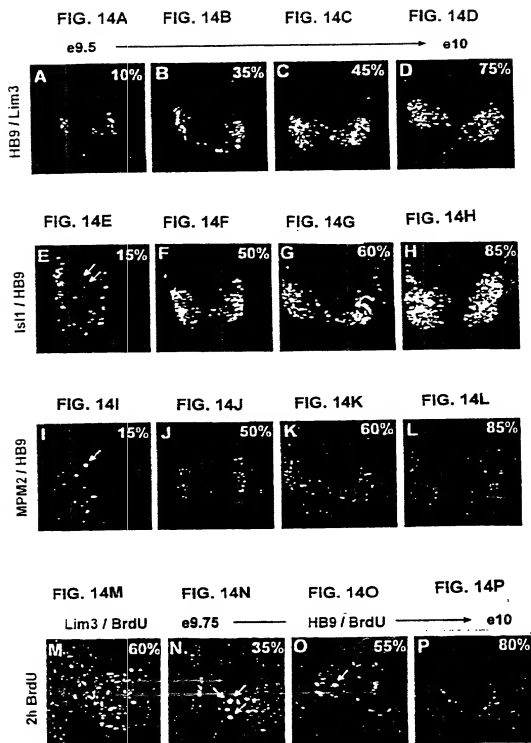 FIG. 14A FIG. 14B FIG. 14C FIG. 14D
e9.5 e10
HB9 / Lim3
A 10% B 35% C 45% D 75%
FIG. 14E FIG. 14F FIG. 14G FIG. 14H
Isl1 / HB9
E 15% F 50% G 60% H 85%
FIG. 14I FIG. 14J FIG. 14K FIG. 14L
MPM2 / HB9
I 15% J 50% K 60% L 85%
FIG. 14M FIG. 14N FIG. 14O FIG. 14P
Lim3 / BrdU e9.75 HB9 / BrdU e10
2h BrdU
M 60% N 35% O 55% P 80%